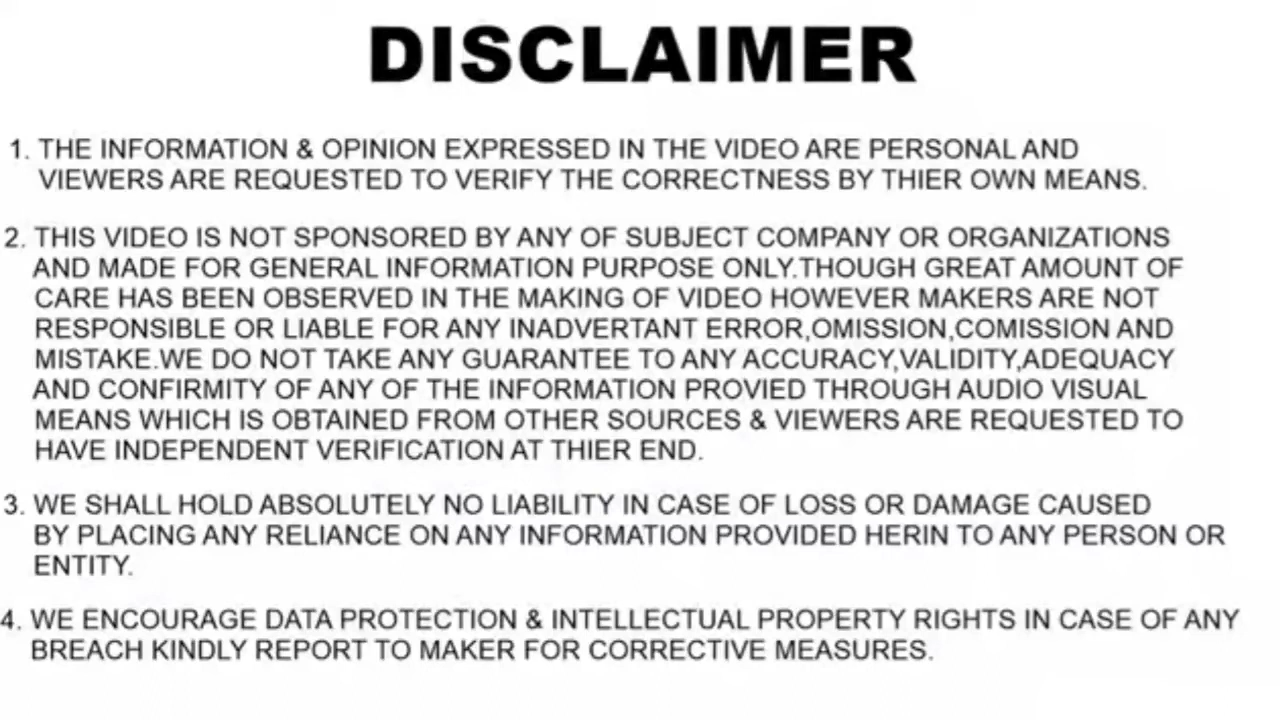 DISCLAIMER
1. THE INFORMATION & OPINION EXPRESSED IN THE VIDEO ARE PERSONAL AND
VIEWERS ARE REQUESTED TO VERIFY THE CORRECTNESS BY THIER OWN MEANS.
2. THIS VIDEO IS NOT SPONSORED BY ANY OF SUBJECT COMPANY OR ORGANIZATIONS
AND MADE FOR GENERAL INFORMATION PURPOSE ONLY.THOUGH GREAT AMOUNT OF
CARE HAS BEEN OBSERVED IN THE MAKING OF VIDEO HOWEVER MAKERS ARE NOT
RESPONSIBLE OR LIABLE FOR ANY INADVERTANT ERROR,OMISSION,COMISSION AND
MISTAKE.WE DO NOT TAKE ANY GUARANTEE TO ANY ACCURACY,VALIDITY,ADEQUACY
AND CONFIRMITY OF ANY OF THE INFORMATION PROVIED THROUGH AUDIO VISUAL
MEANS WHICH IS OBTAINED FROM OTHER SOURCES & VIEWERS ARE REQUESTED TO
HAVE INDEPENDENT VERIFICATION AT THIER END.
3. WE SHALL HOLD ABSOLUTELY NO LIABILITY IN CASE OF LOSS OR DAMAGE CAUSED
BY PLACING ANY RELIANCE ON ANY INFORMATION PROVIDED HERIN TO ANY PERSON OR
ENTITY.
4. WE ENCOURAGE DATA PROTECTION & INTELLECTUAL PROPERTY RIGHTS IN CASE OF ANY
BREACH KINDLY REPORT TO MAKER FOR CORRECTIVE MEASURES.